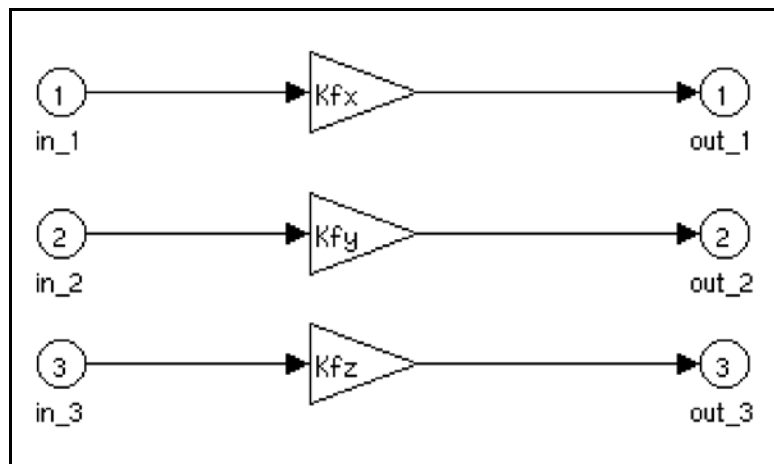 1 Kfx 1
in_1 out_1
2 Kfy 2
in_2 out_2
3 Kfz 3
in_3 out_3